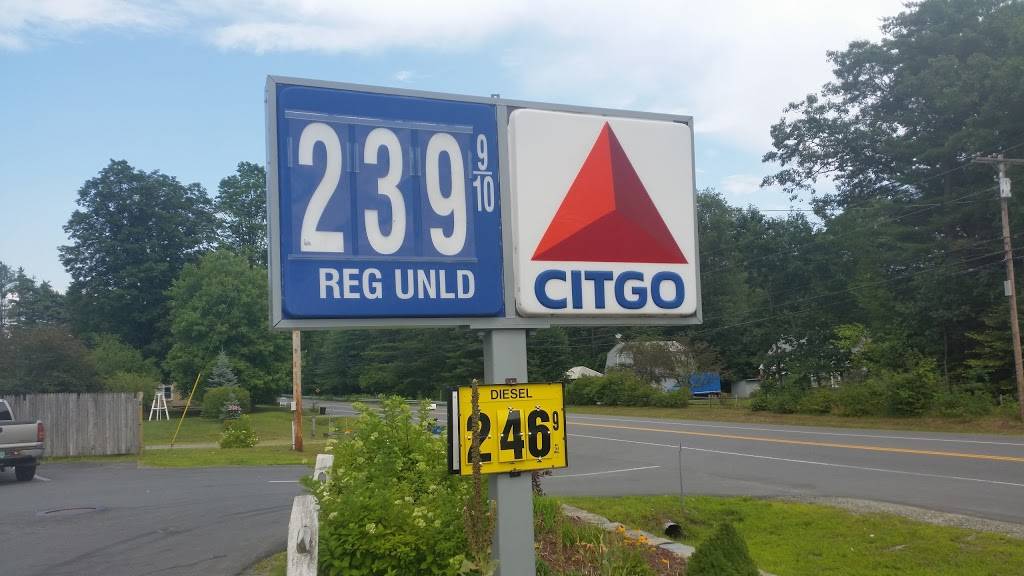 239 9/10
REG UNLD
CITGO
DIESEL
246 9